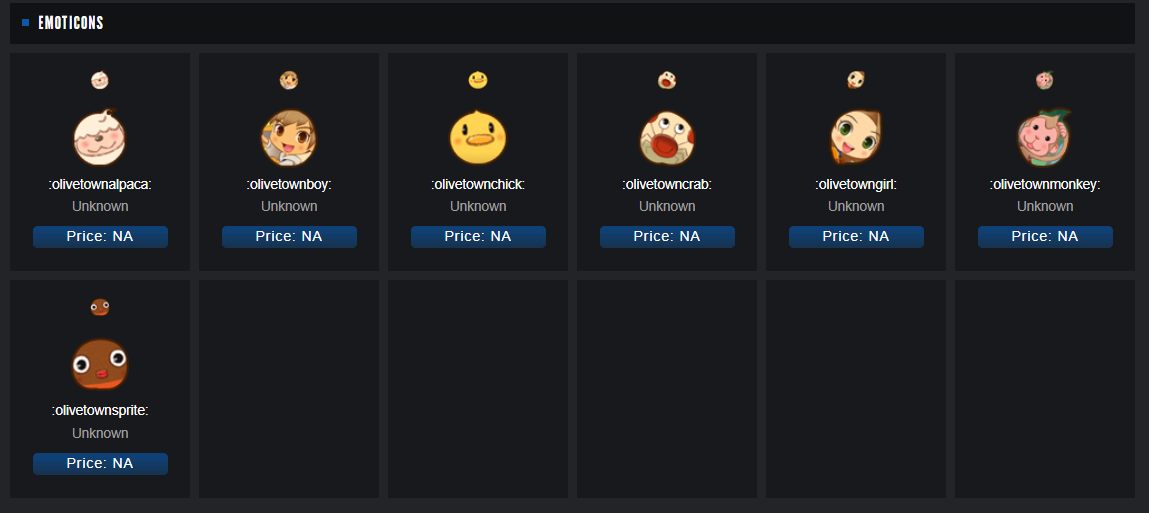 EMOTICONS
:olivetownalpaca: :olivetownboy: :olivetownchick: :olivetowncrab: :olivetowngirl: :olivetownmonkey:
Unknown Unknown Unknown Unknown Unknown Unknown
Price: NA Price: NA Price: NA Price: NA Price: NA Price: NA
:olivetownsprite:
Unknown
Price: NA